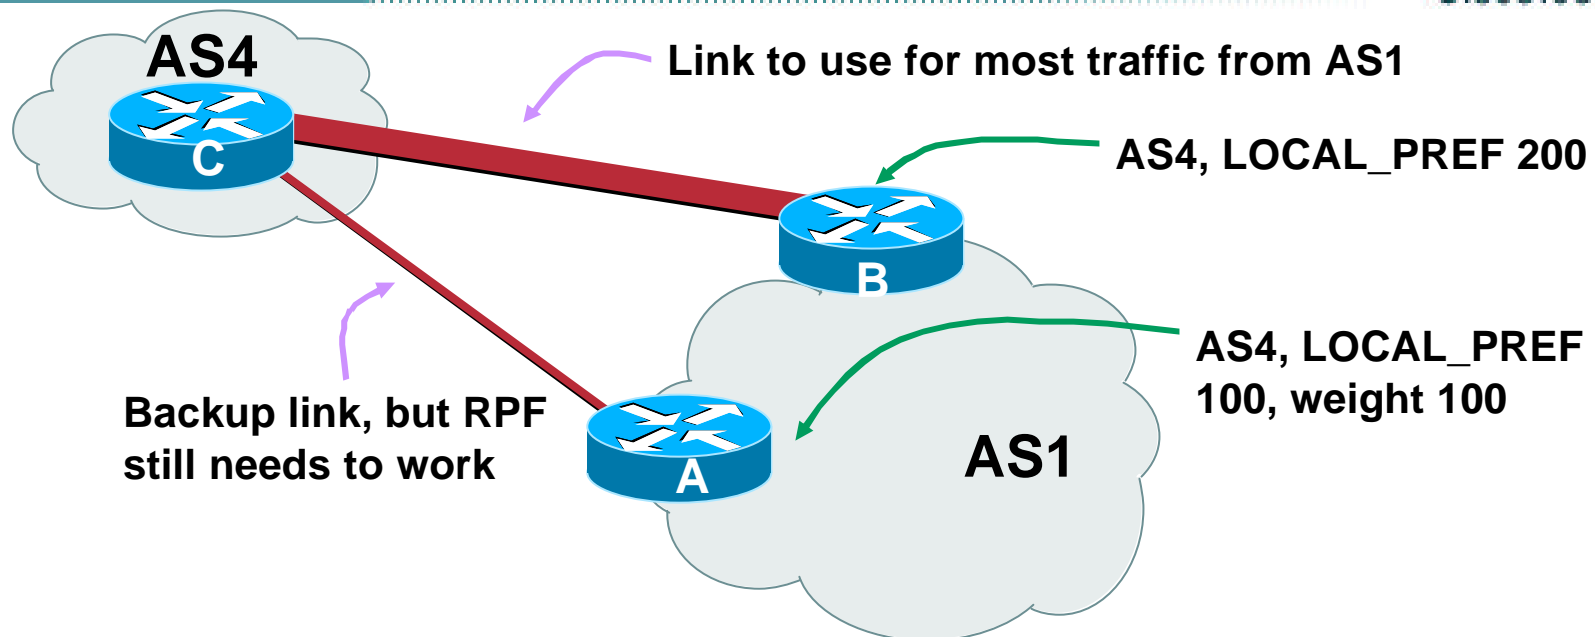 AS4
Link to use for most traffic from AS1
C
AS4, LOCAL_PREF 200
B
AS4, LOCAL_PREF
100, weight 100
Backup link, but RPF
still needs to work
A
AS1